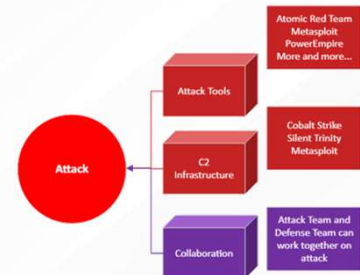 Attack
Attack Tools
Atomic Red Team
Metasploit
PowerEmpire
More and more...
C2
Infrastructure
Cobalt Strike
Silent Trinity
Metasploit
Collaboration
Attack Team and
Defense Team can
work together on
attack